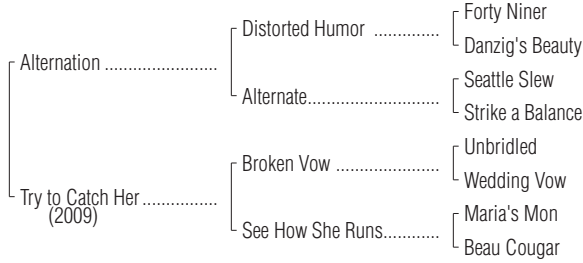 Forty Niner
Distorted Humor ..............
Danzig's Beauty
Alternation ........................
Seattle Slew
Alternate............................
Strike a Balance
Unbridled
Broken Vow ......................
Wedding Vow
Try to Catch Her................
(2009)
Maria's Mon
See How She Runs............
Beau Cougar